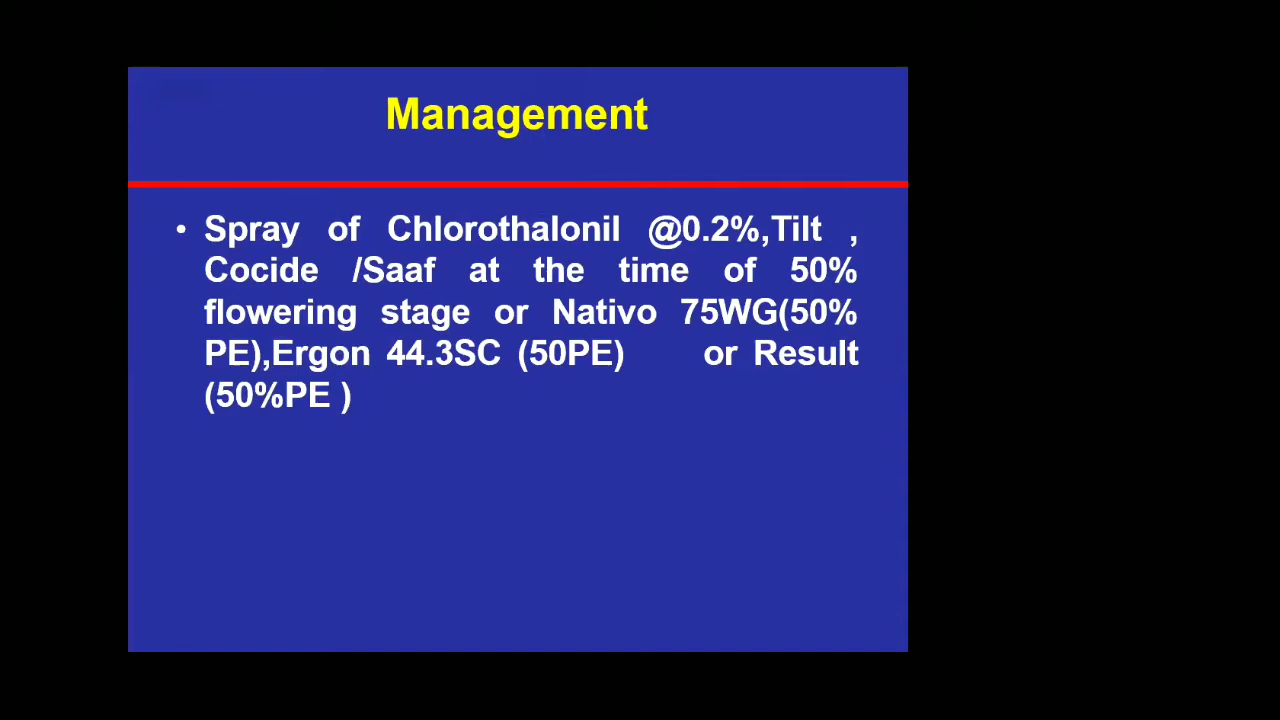 Management
• Spray of Chlorothalonil @0.2%,Tilt ,
Cocide /Saaf at the time of 50%
flowering stage or Nativo 75WG(50%
PE),Ergon 44.3SC (50PE) or Result
(50%PE )